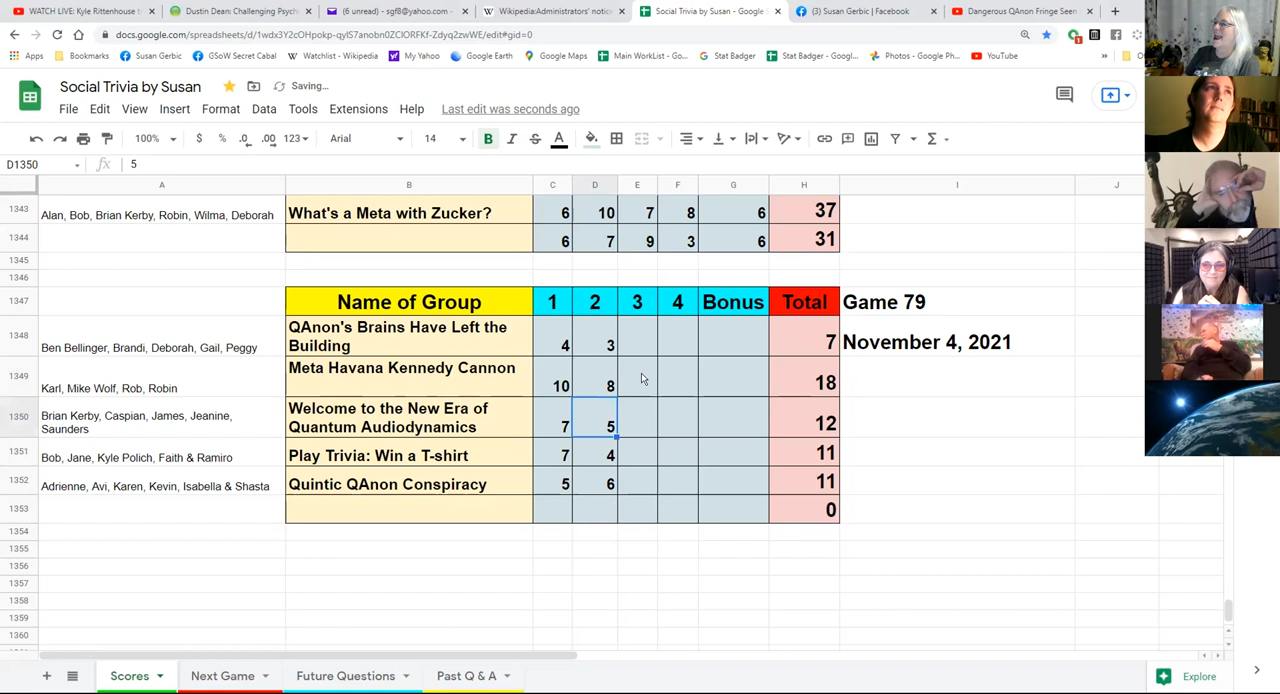 WATCH LIVE: Kyle Rittenhouse t
Dustin Dean: Challenging Psych
(6 unread) - sgf8@yahoo.com -
Wikipedia:Administrators' notic
Social Trivia by Susan - Google S
(3) Susan Gerbic | Facebook
Dangerous QAnon Fringe Seen
docs.google.com/spreadsheets/d/1wdx3Y2cOHpokp-qyIS7anobn0ZClORFKf-Zdyq2zwWE/edit#gid=0
Apps
Bookmarks
Susan Gerbic
GSoW Secret Cabal
Watchlist - Wikipedia
My Yahoo
Google Earth
Google Maps
Main WorkList - Go...
Stat Badger
Stat Badger - Googl...
Photos - Google Ph...
YouTube
Social Trivia by Susan
Saving...
File Edit View Insert Format Data Tools Extensions Help Last edit was seconds ago
100% $ % .0 .00 123 Arial 14 B I S A
D1350 fx 5
A B C D E F G H I J
1343 Alan, Bob, Brian Kerby, Robin, Wilma, Deborah What's a Meta with Zucker? 6 10 7 8 6 37
1344 6 7 9 3 6 31
1345
1346
1347 Name of Group 1 2 3 4 Bonus Total Game 79
1348 Ben Bellinger, Brandi, Deborah, Gail, Peggy QAnon's Brains Have Left the
Building 4 3 7 November 4, 2021
1349 Karl, Mike Wolf, Rob, Robin Meta Havana Kennedy Cannon 10 8 18
1350 Brian Kerby, Caspian, James, Jeanine,
Saunders Welcome to the New Era of
Quantum Audiodynamics 7 5 12
1351 Bob, Jane, Kyle Polich, Faith & Ramiro Play Trivia: Win a T-shirt 7 4 11
1352 Adrienne, Avi, Karen, Kevin, Isabella & Shasta Quintic QAnon Conspiracy 5 6 11
1353 0
1354
1355
1356
1357
1358
1359
1360
Scores
Next Game
Future Questions
Past Q & A
Explore